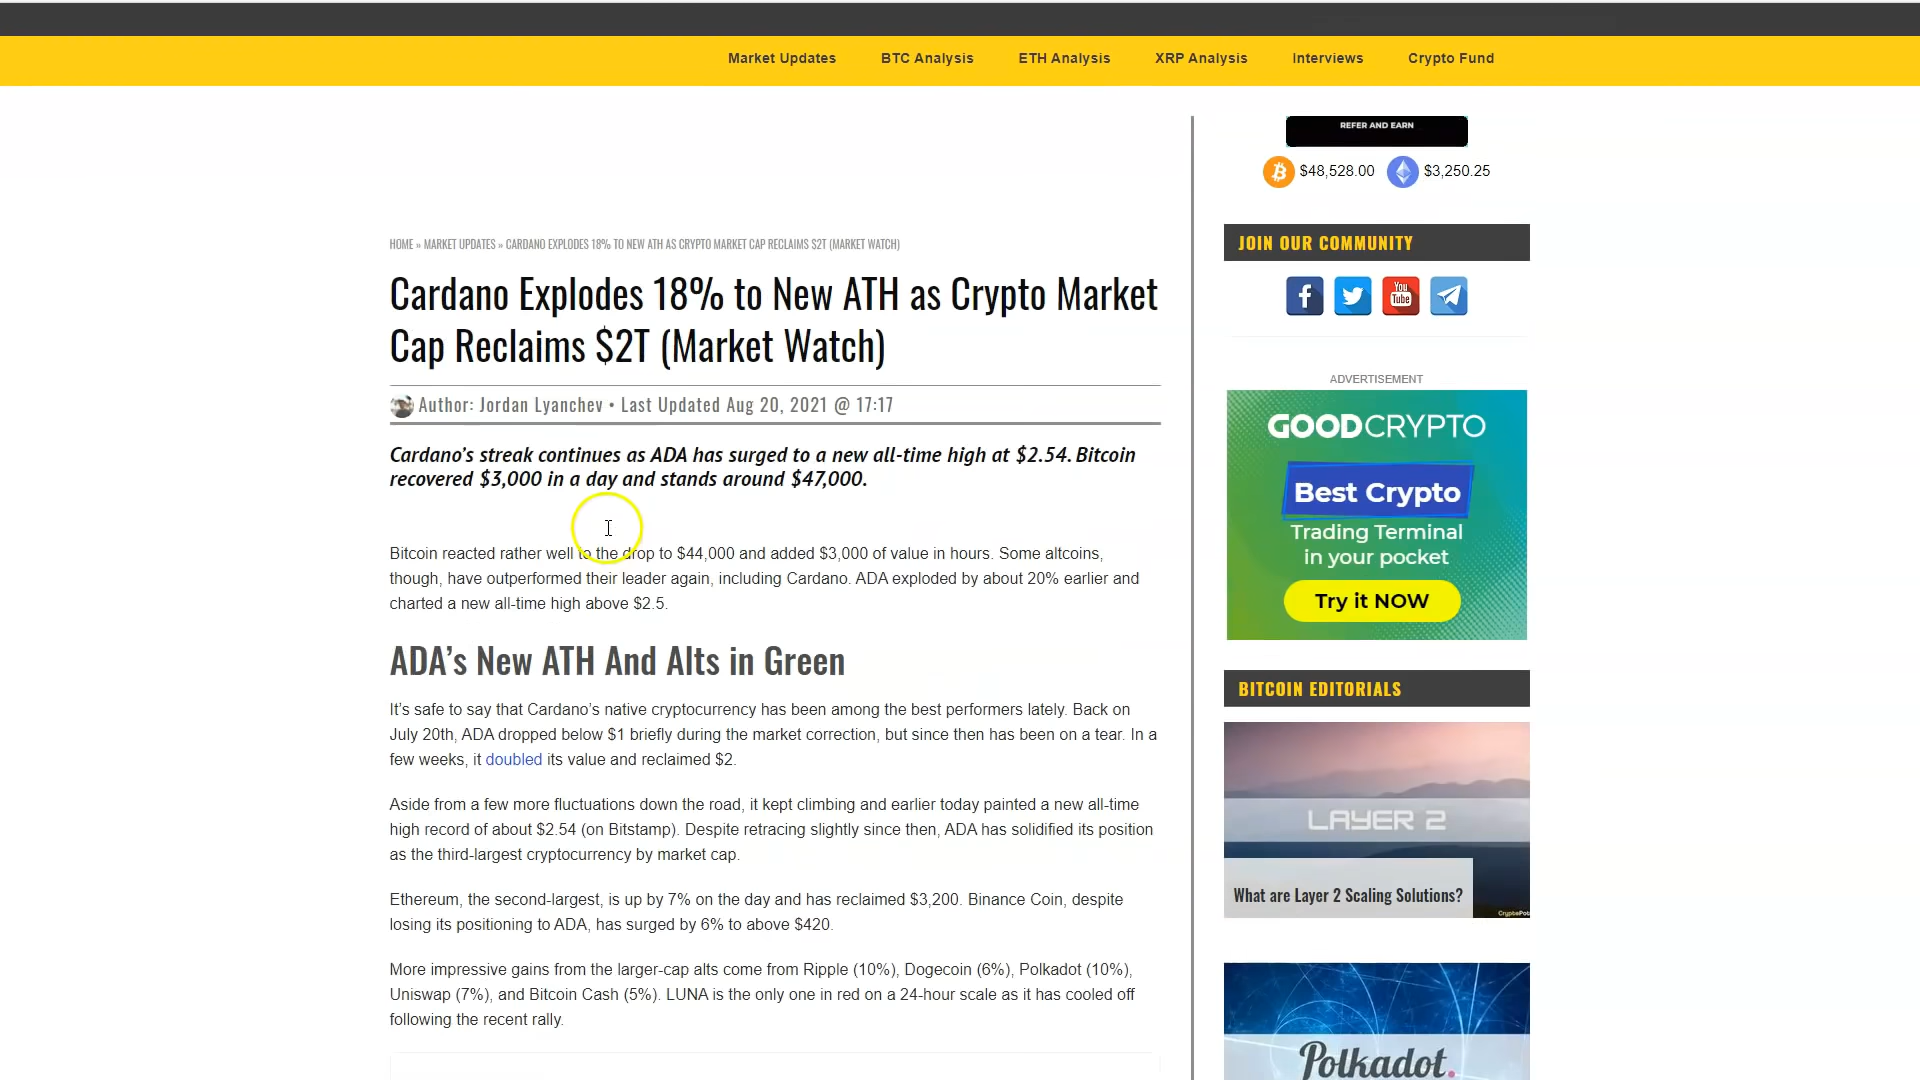 Market Updates BTC Analysis ETH Analysis XRP Analysis Interviews Crypto Fund
REFER AND EARN
$48,528.00 $3,250.25
HOME » MARKET UPDATES » CARDANO EXPLODES 18% TO NEW ATH AS CRYPTO MARKET CAP RECLAIMS $2T (MARKET WATCH)
Cardano Explodes 18% to New ATH as Crypto Market
Cap Reclaims $2T (Market Watch)
Author: Jordan Lyanchev • Last Updated Aug 20, 2021 @ 17:17
Cardano’s streak continues as ADA has surged to a new all-time high at $2.54. Bitcoin
recovered $3,000 in a day and stands around $47,000.
Bitcoin reacted rather well to the drop to $44,000 and added $3,000 of value in hours. Some altcoins,
though, have outperformed their leader again, including Cardano. ADA exploded by about 20% earlier and
charted a new all-time high above $2.5.
ADA’s New ATH And Alts in Green
It’s safe to say that Cardano’s native cryptocurrency has been among the best performers lately. Back on
July 20th, ADA dropped below $1 briefly during the market correction, but since then has been on a tear. In a
few weeks, it doubled its value and reclaimed $2.
Aside from a few more fluctuations down the road, it kept climbing and earlier today painted a new all-time
high record of about $2.54 (on Bitstamp). Despite retracing slightly since then, ADA has solidified its position
as the third-largest cryptocurrency by market cap.
Ethereum, the second-largest, is up by 7% on the day and has reclaimed $3,200. Binance Coin, despite
losing its positioning to ADA, has surged by 6% to above $420.
More impressive gains from the larger-cap alts come from Ripple (10%), Dogecoin (6%), Polkadot (10%),
Uniswap (7%), and Bitcoin Cash (5%). LUNA is the only one in red on a 24-hour scale as it has cooled off
following the recent rally.
JOIN OUR COMMUNITY
You
Tube
ADVERTISEMENT
GOODCRYPTO
Best Crypto
Trading Terminal
in your pocket
Try it NOW
BITCOIN EDITORIALS
LAYER 2
What are Layer 2 Scaling Solutions?
Polkadot.